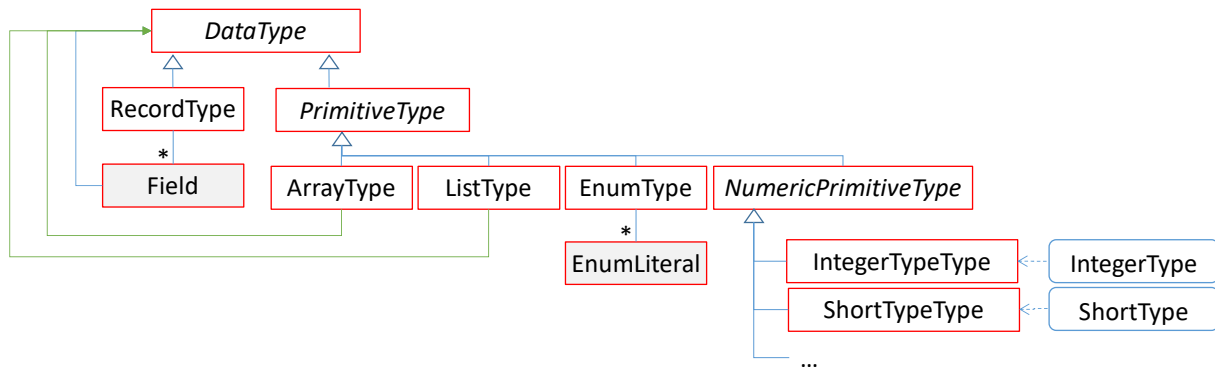 DataType
RecordType
PrimitiveType
*
Field
ArrayType
ListType
EnumType
NumericPrimitiveType
*
EnumLiteral
IntegerTypeType
IntegerType
ShortTypeType
ShortType
...